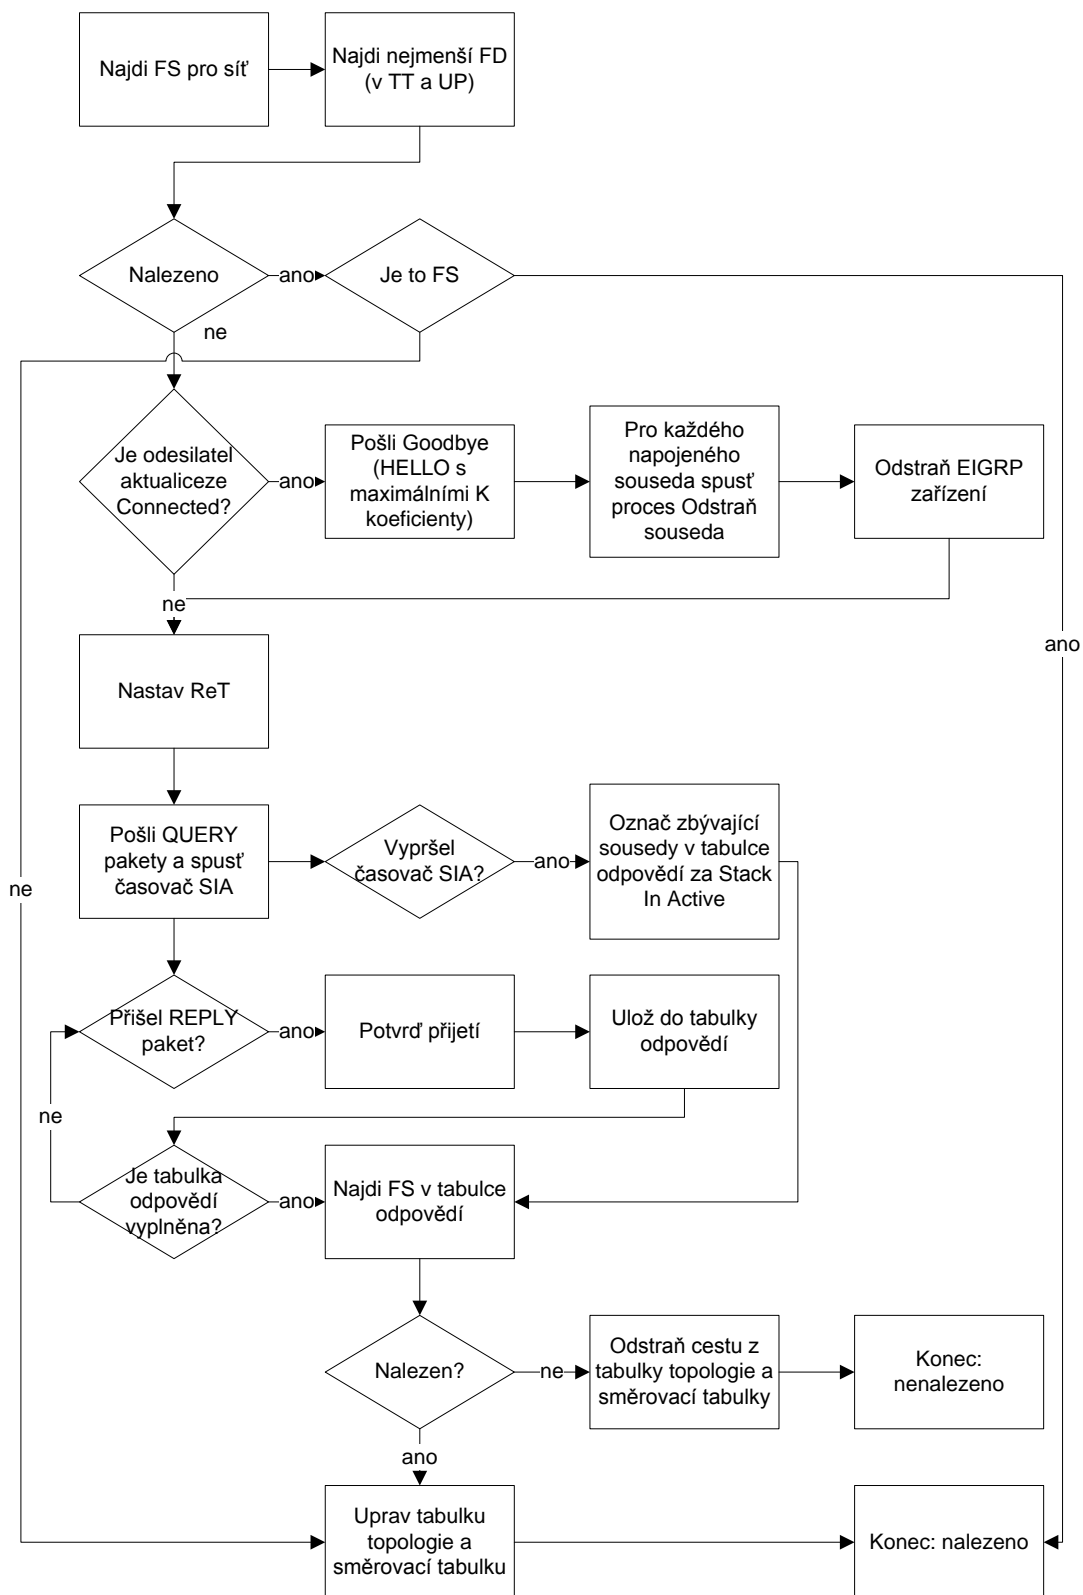 Najdi FS pro síť
Najdi nejmenší FD
(v TT a UP)
Nalezeno
ano
Je to FS
ne
Je odesilatel
aktualiceze
Connected?
ano
Pošli Goodbye
(HELLO s
maximálními K
koeficienty)
Pro každého
napojeného
souseda spusť
proces Odstraň
souseda
Odstraň EIGRP
zařízení
ne
ano
Nastav ReT
Pošli QUERY
pakety a spusť
časovač SIA
Vypršel
časovač SIA?
ano
Označ zbývající
sousedy v tabulce
odpovědí za Stack
In Active
ne
Přišel REPLY
paket?
ano
Potvrď přijetí
Ulož do tabulky
odpovědí
ne
Je tabulka
odpovědí
vyplněna?
ano
Najdi FS v tabulce
odpovědí
Nalezen?
ne
Odstraň cestu z
tabulky topologie a
směrovací tabulky
Konec:
nenalezeno
ano
Uprav tabulku
topologie a
směrovací tabulku
Konec: nalezeno